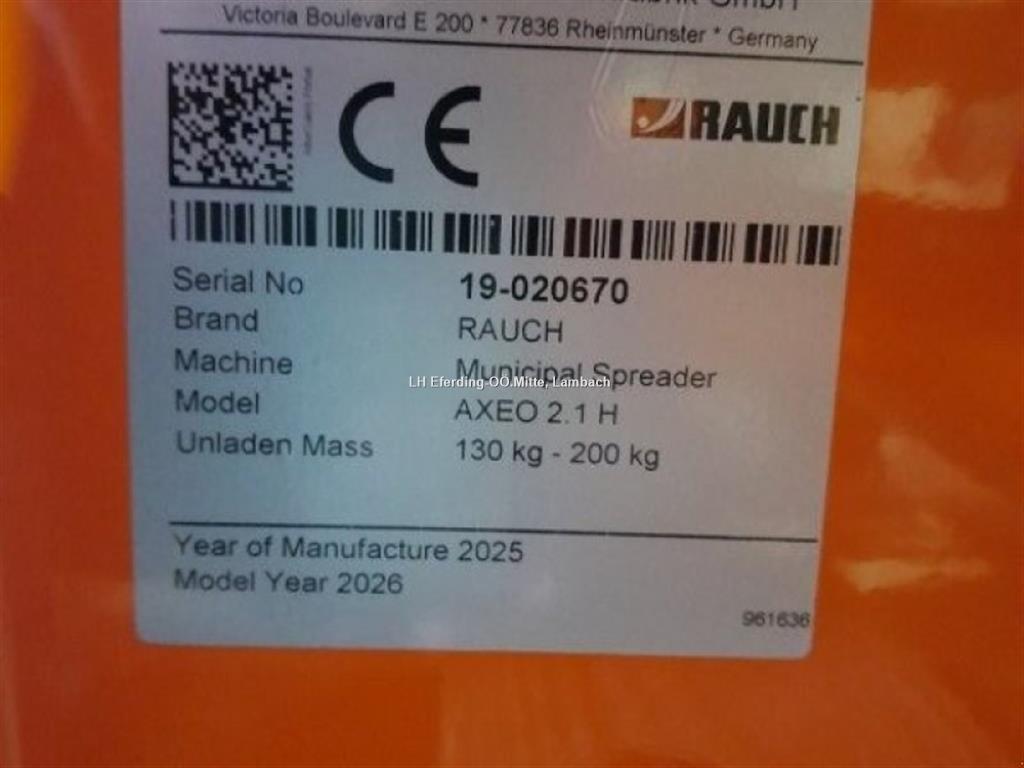 GmbH
Victoria Boulevard E 200 * 77836 Rheinmünster * Germany
CE
RAUCH
Serial No 19-020670
Brand RAUCH
Machine Municipal Spreader
LH Eferding-OÖ.Mitte, Lambach
Model AXEO 2.1 H
Unladen Mass 130 kg - 200 kg
Year of Manufacture 2025
Model Year 2026
961636